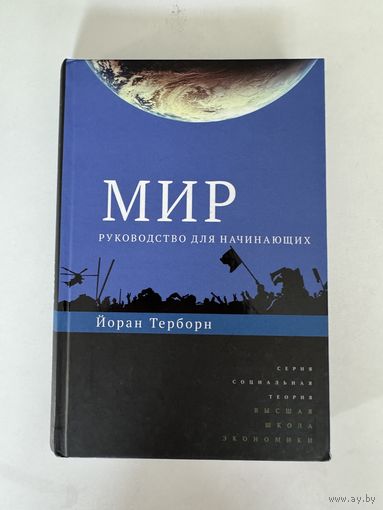 МИР
РУКОВОДСТВО ДЛЯ НАЧИНАЮЩИХ
Йоран Терборн
СЕРИЯ
СОЦИАЛЬНАЯ
ТЕОРИЯ
ВЫСШАЯ
ШКОЛА
ЭКОНОМИКИ
www.ay.by